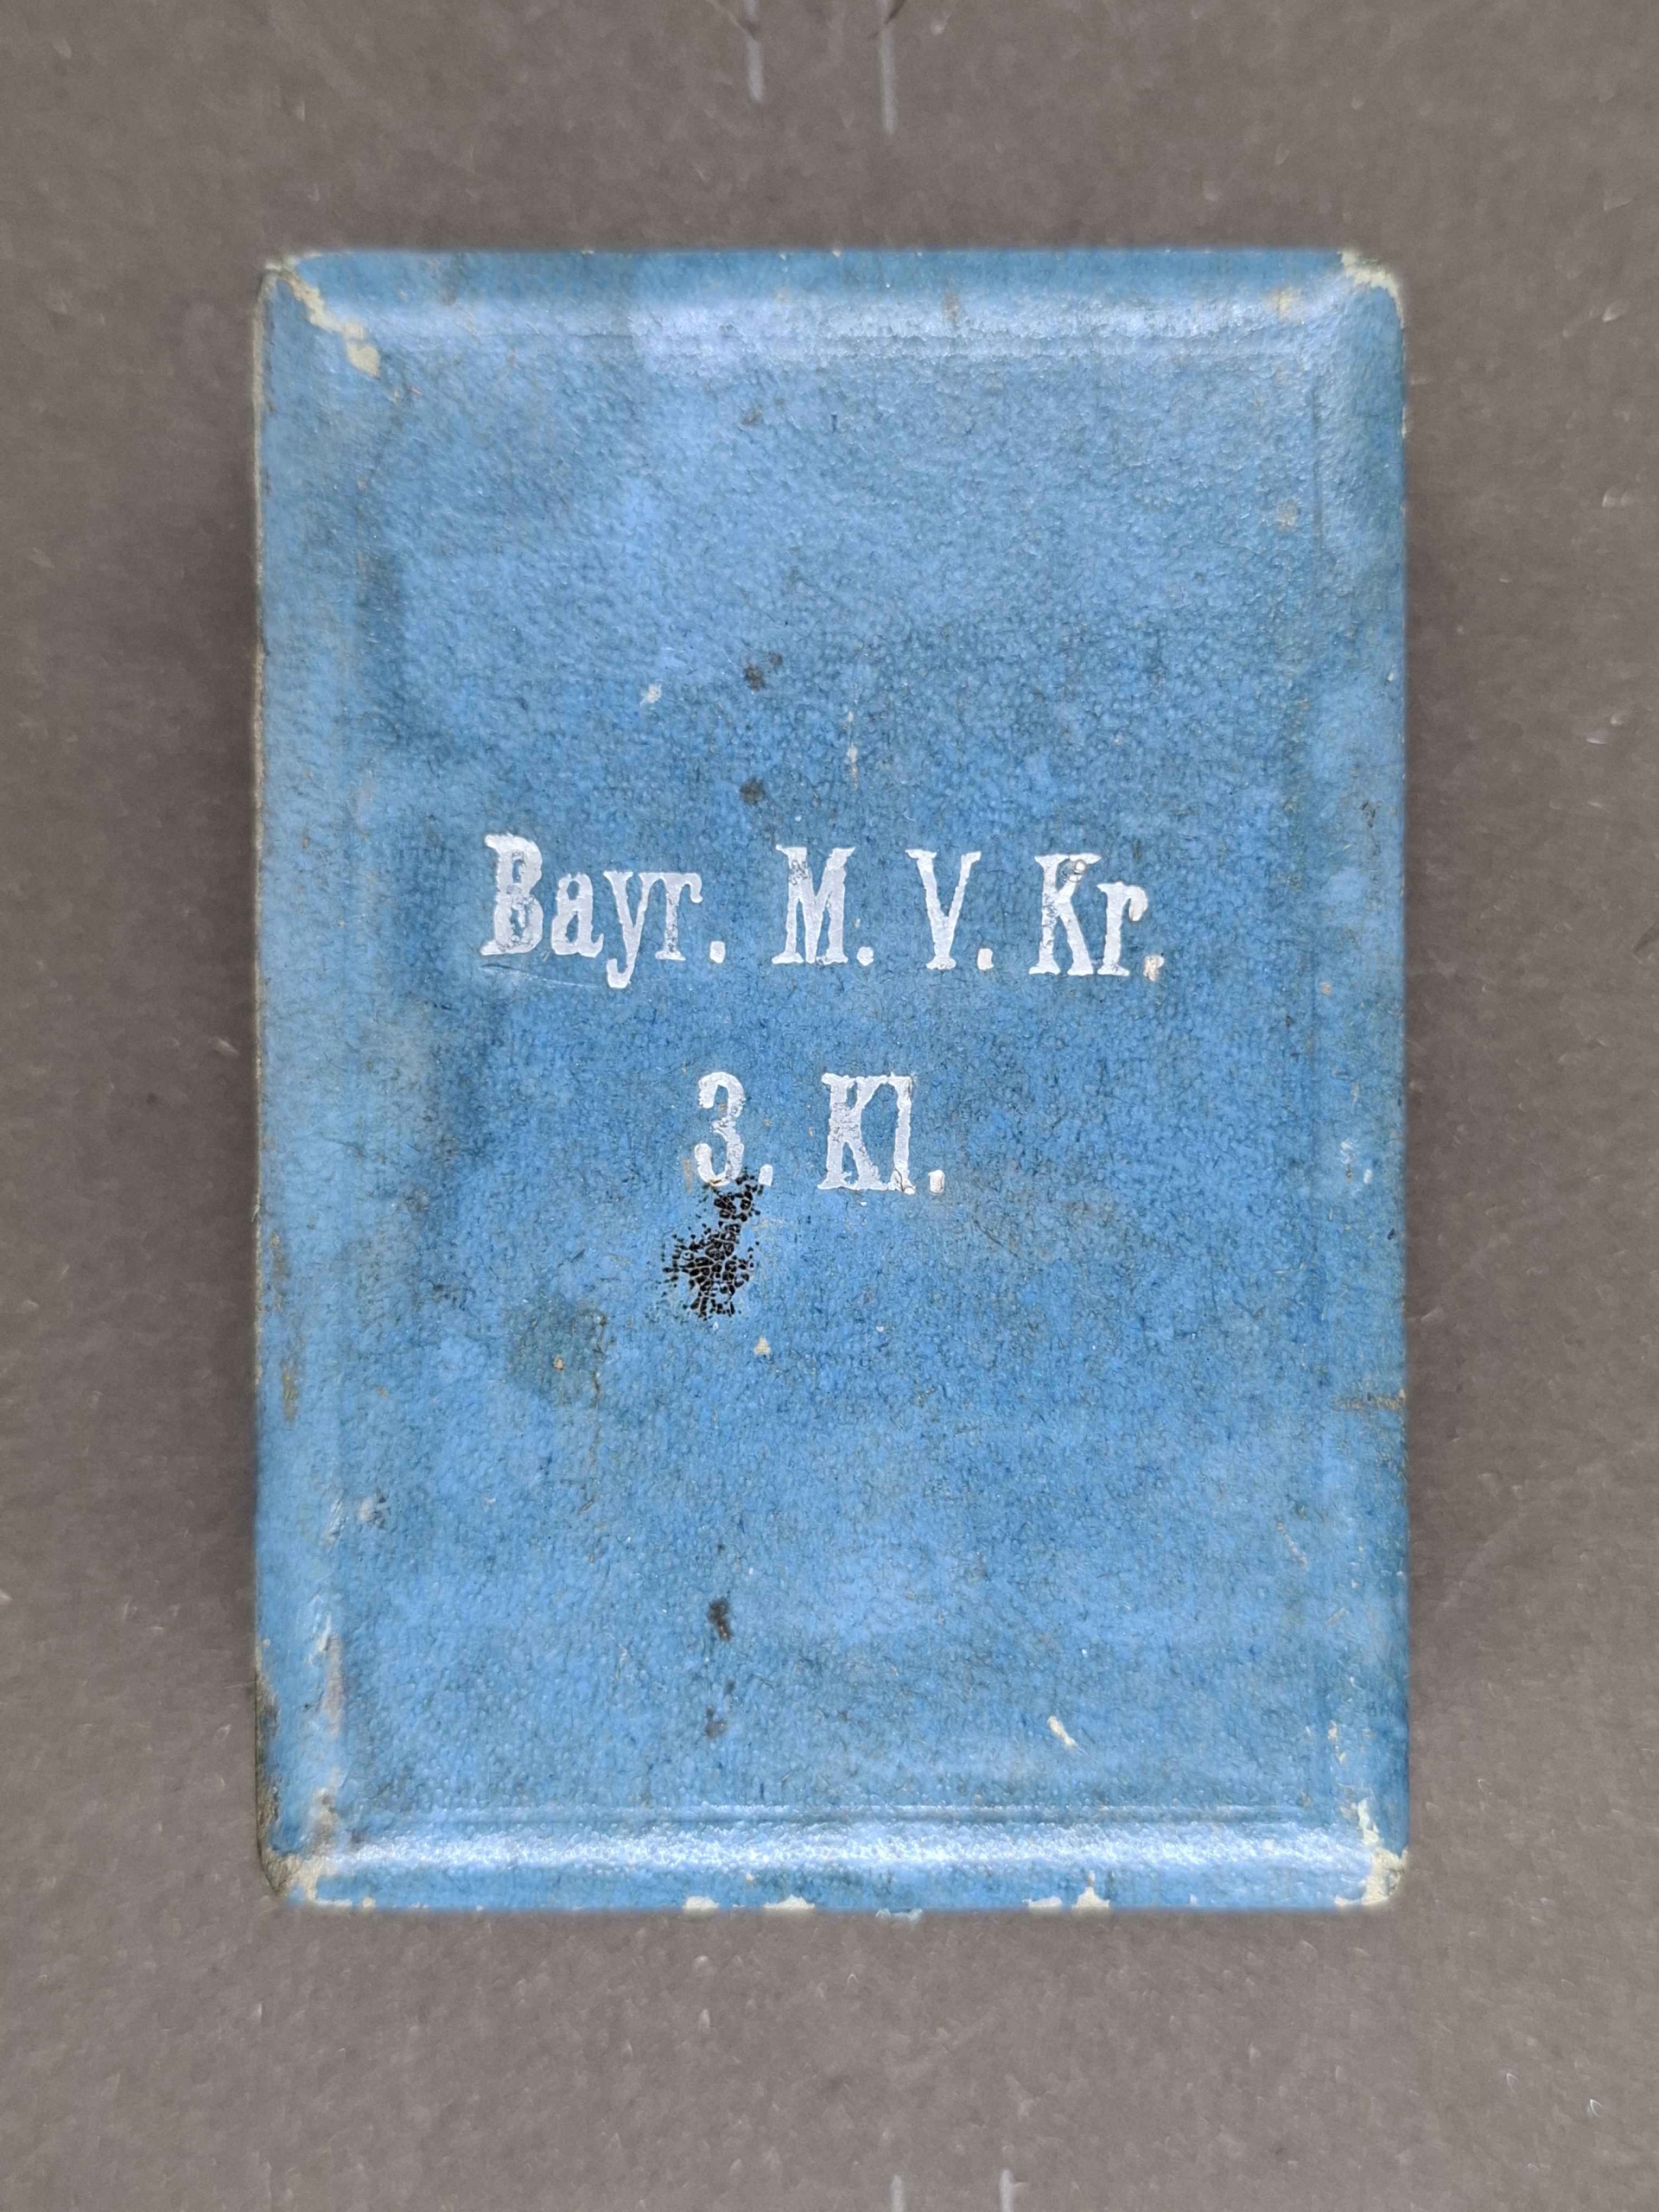 Bayr. M. V. Kr.
3. Kl.